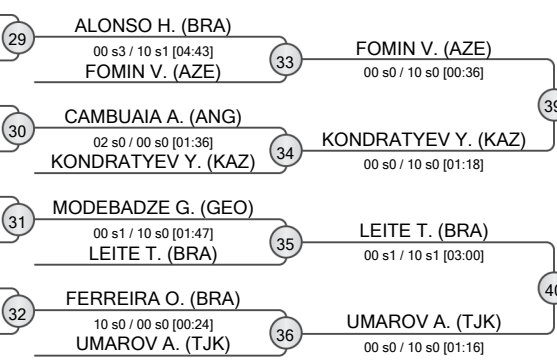 29
ALONSO H. (BRA)
00 s3 / 10 s1 [04:43]
FOMIN V. (AZE)
33
FOMIN V. (AZE)
00 s0 / 10 s0 [00:36]
39
30
CAMBUAIA A. (ANG)
02 s0 / 00 s0 [01:36]
KONDRATYEV Y. (KAZ)
34
KONDRATYEV Y. (KAZ)
00 s0 / 10 s0 [01:18]
31
MODEBADZE G. (GEO)
00 s1 / 10 s0 [01:47]
LEITE T. (BRA)
35
LEITE T. (BRA)
00 s1 / 10 s1 [03:00]
40
32
FERREIRA O. (BRA)
10 s0 / 00 s0 [00:24]
UMAROV A. (TJK)
36
UMAROV A. (TJK)
00 s0 / 10 s0 [01:16]